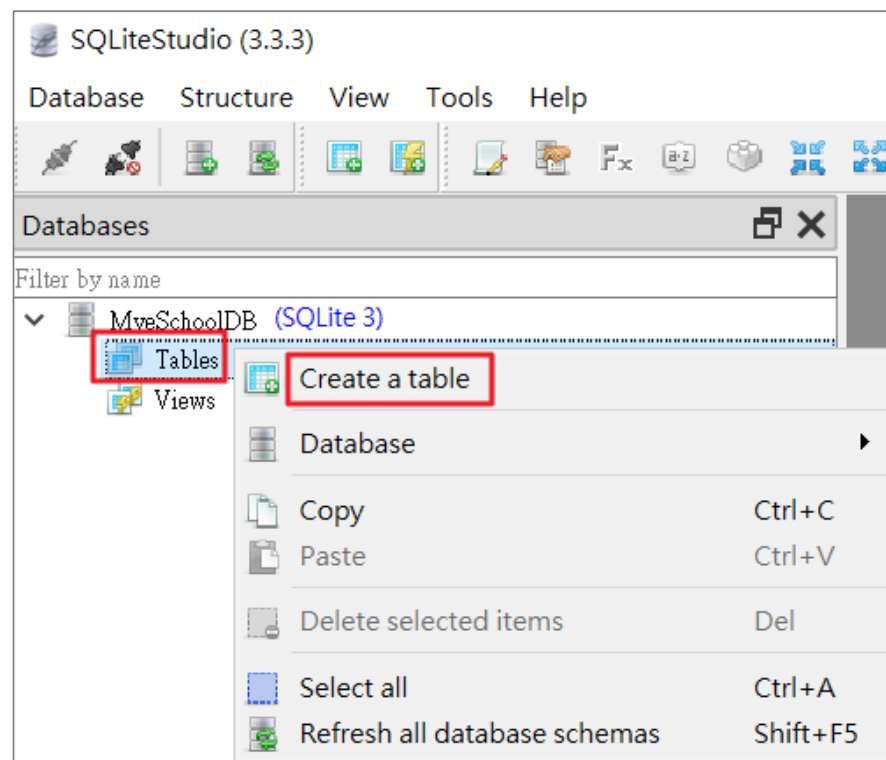 SQLiteStudio (3.3.3)
Database Structure View Tools Help
Fx a·z
Databases
Filter by name
MyeSchoolDB (SQLite 3)
Tables
Views
Create a table
Database
Copy Ctrl+C
Paste Ctrl+V
Delete selected items Del
Select all Ctrl+A
Refresh all database schemas Shift+F5